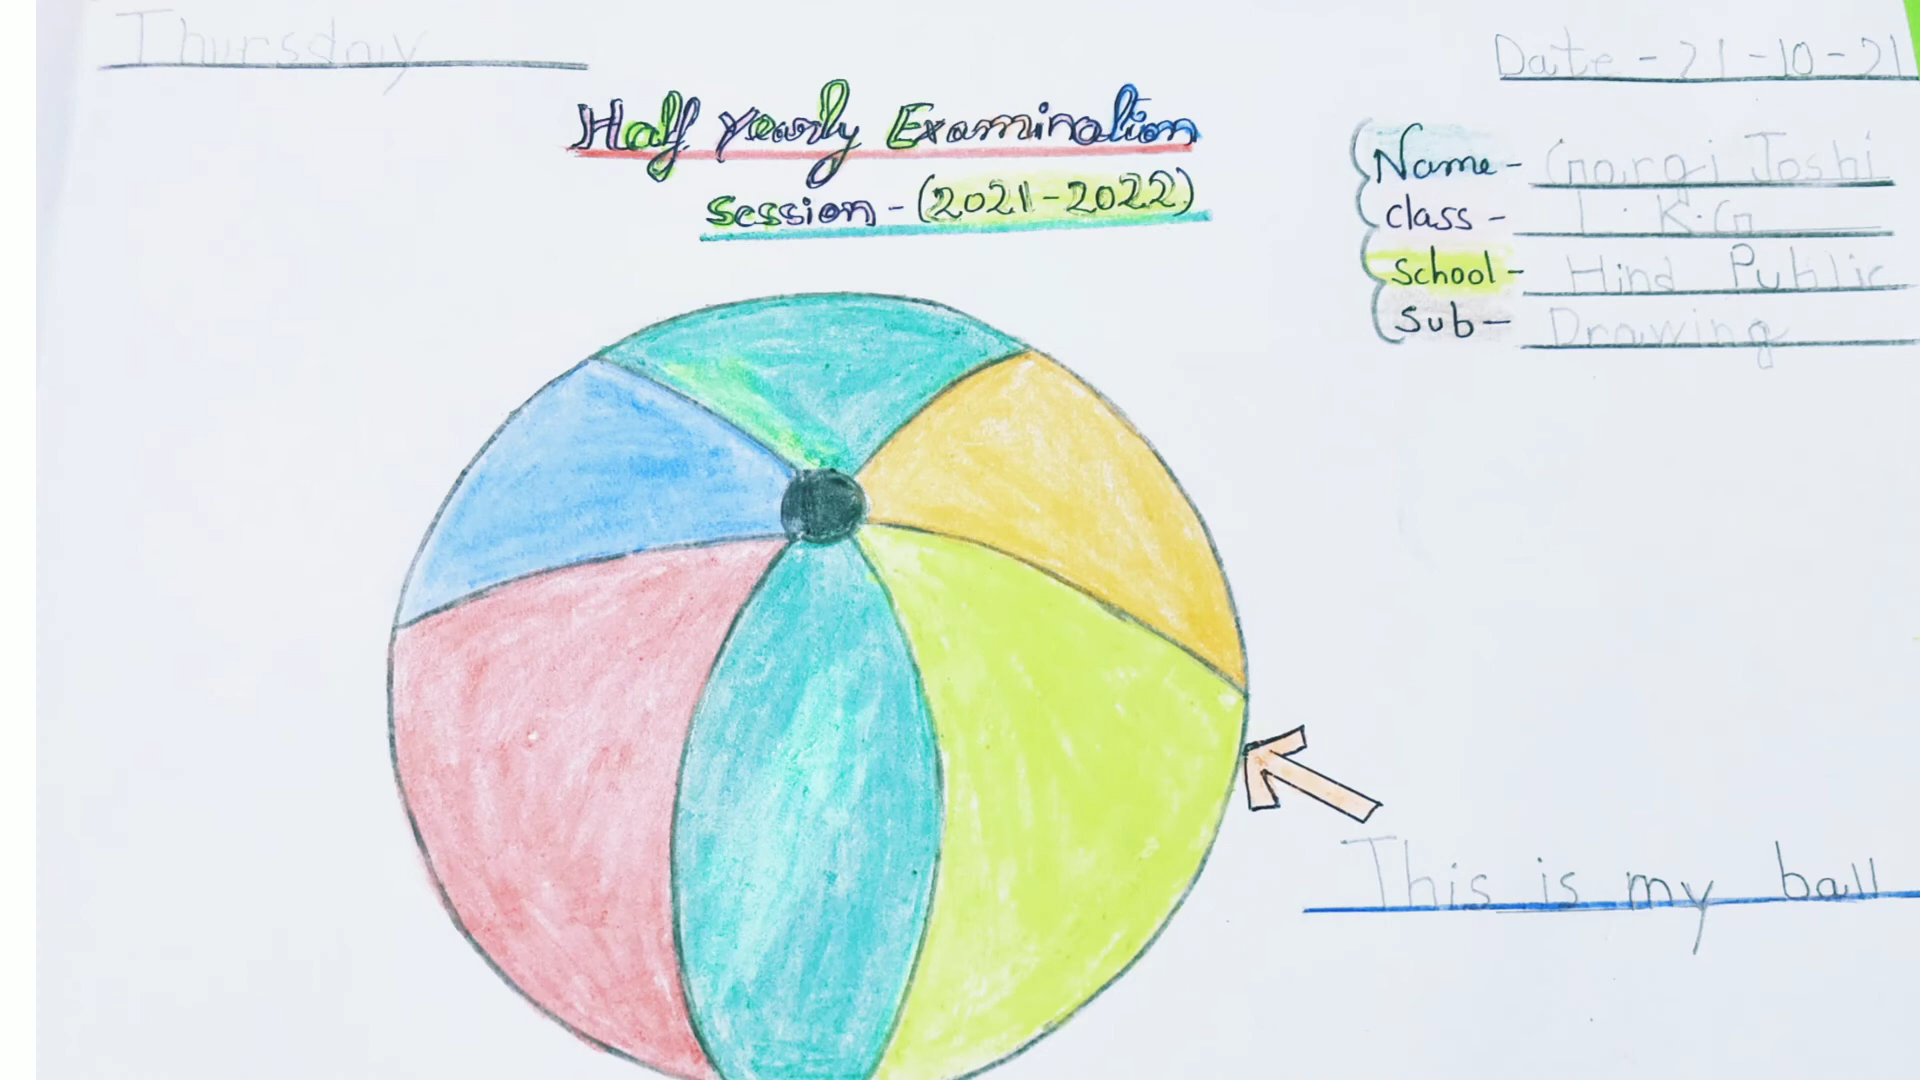 Thursday
Date - 21-10-21
Half yearly Examination
Session - (2021-2022)
Name - Gargi Joshi
class - L.K.G
School - Hind Public
Sub - Drawing
This is my ball